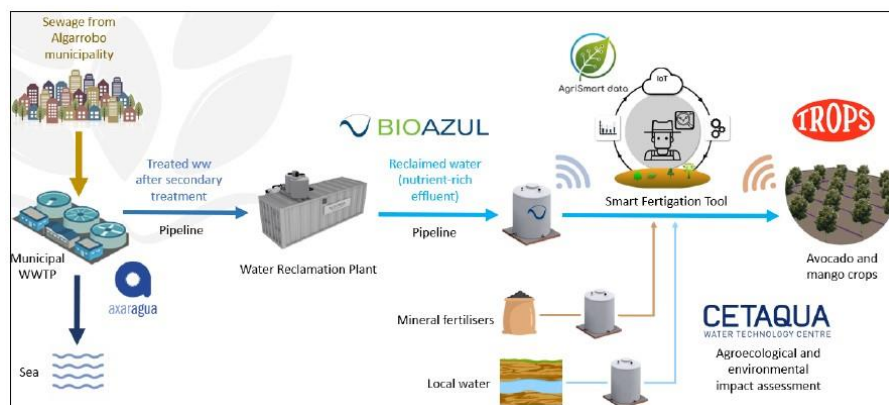 Sewage from
Algarrobo
municipality
AgriSmart data
IoT
TROPS
BIOAZUL
Treated ww
after secondary
treatment
Reclaimed water
(nutrient-rich
effluent)
Pipeline
Pipeline
Smart Fertigation Tool
Municipal
WWTP
axaragua
Water Reclamation Plant
Avocado and
mango crops
Mineral fertilisers
CETAQUA
WATER TECHNOLOGY CENTRE
Agroecological and
environmental
impact assessment
Sea
Local water